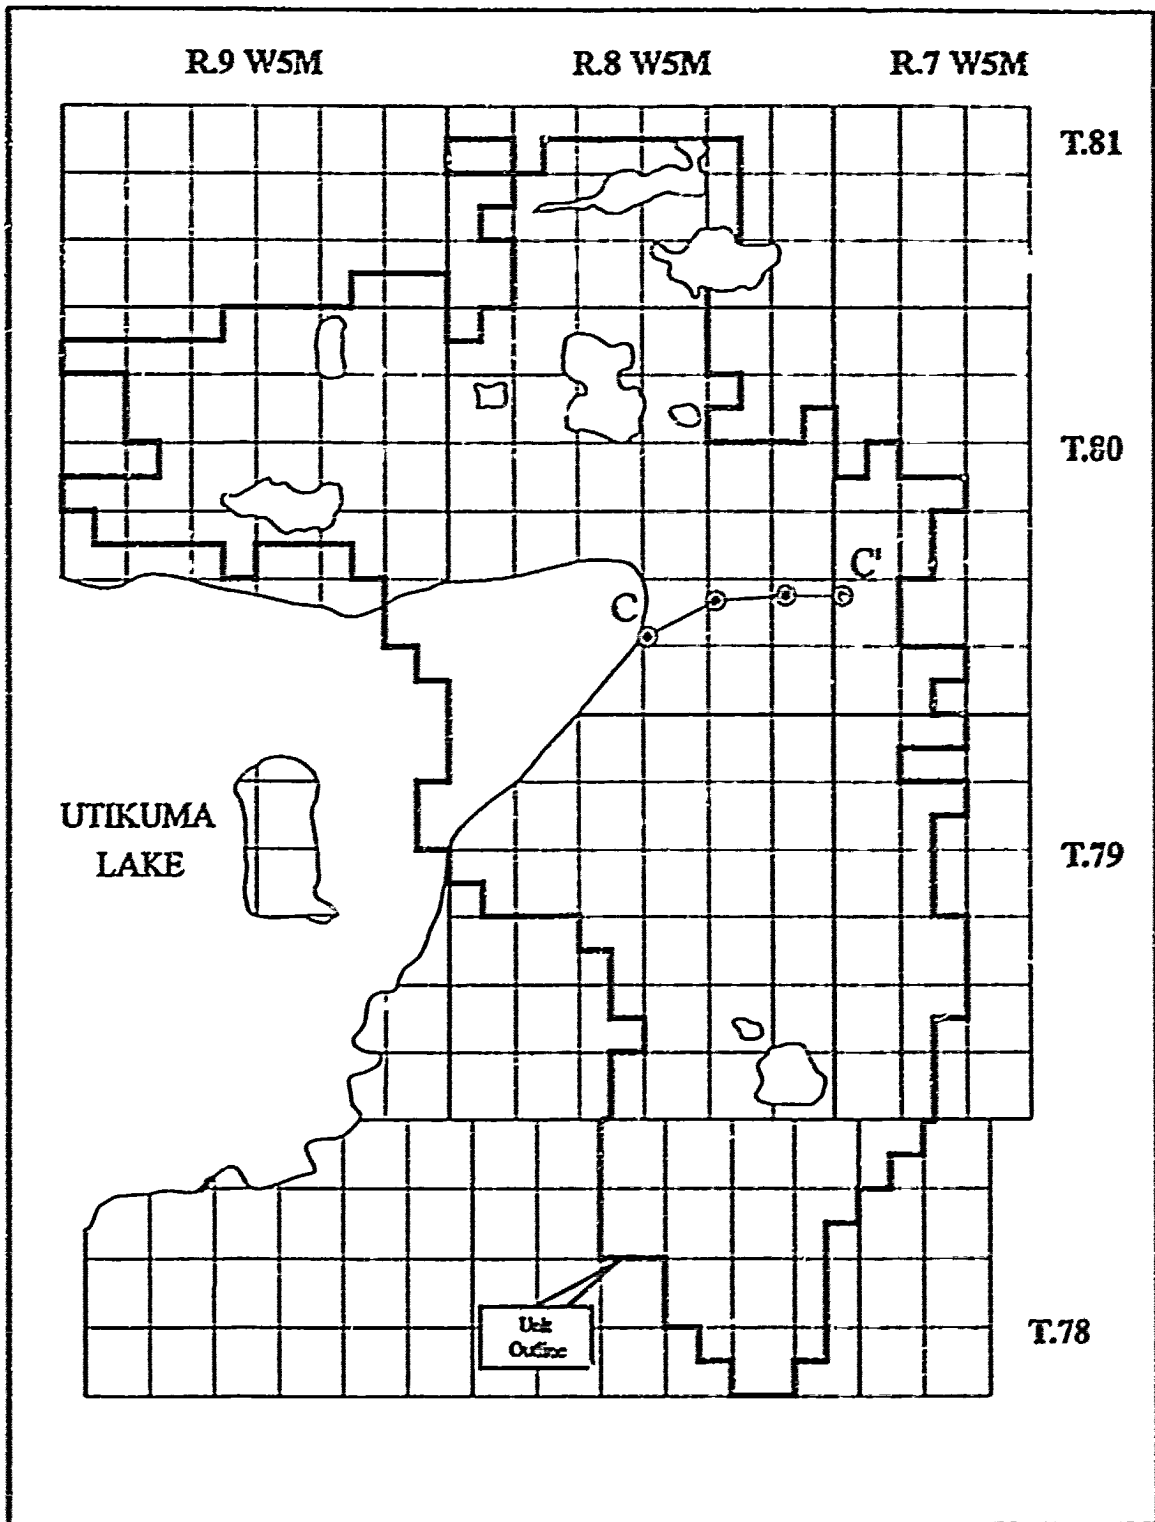 R.9 W5M R.8 W5M R.7 W5M
T.81
T.80
C'
C
UTIKUMA
LAKE
T.79
Unit
Outline
T.78